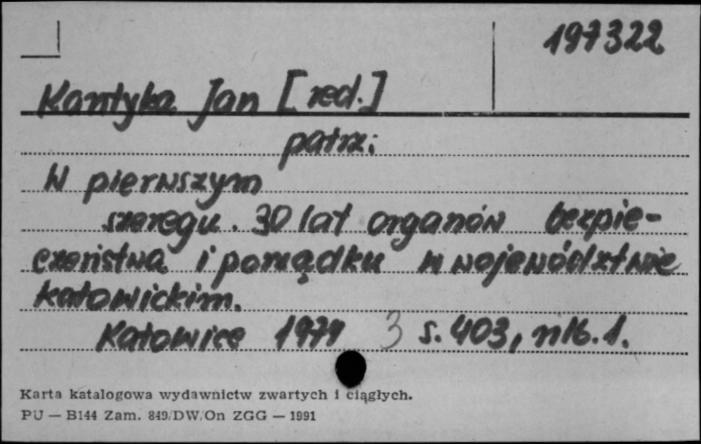 197322
Kantyka Jan [red.]
patrz:
W pierwszym
szeregu. 30 lat organów bezpie-
czeństwa i porządku w województwie
katowickim.
Katowice 1974 3 s. 403, nlb. 1.
Karta katalogowa wydawnictw zwartych i ciągłych.
PU — B144 Zam. 849/DW/On ZGG — 1991